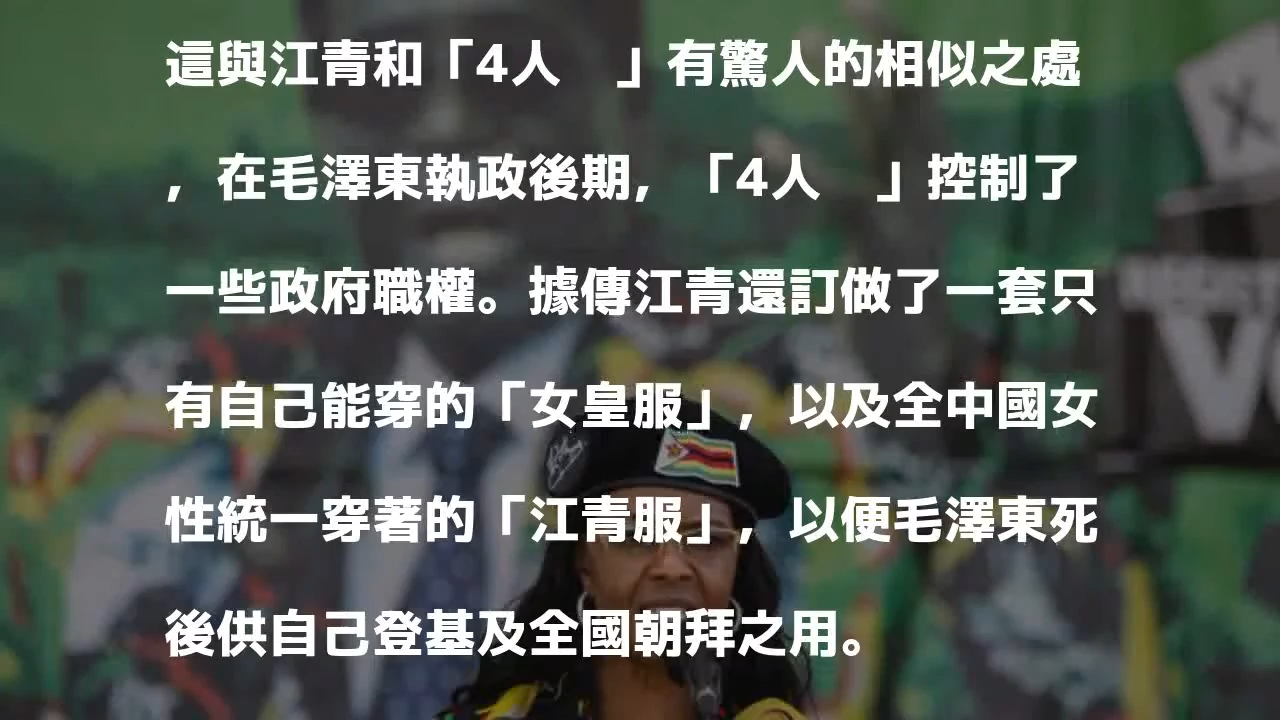 這與江青和「4人　」有驚人的相似之處
，在毛澤東執政後期，「4人　」控制了
一些政府職權。據傳江青還訂做了一套只
有自己能穿的「女皇服」，以及全中國女
性統一穿著的「江青服」，以便毛澤東死
後供自己登基及全國朝拜之用。
X